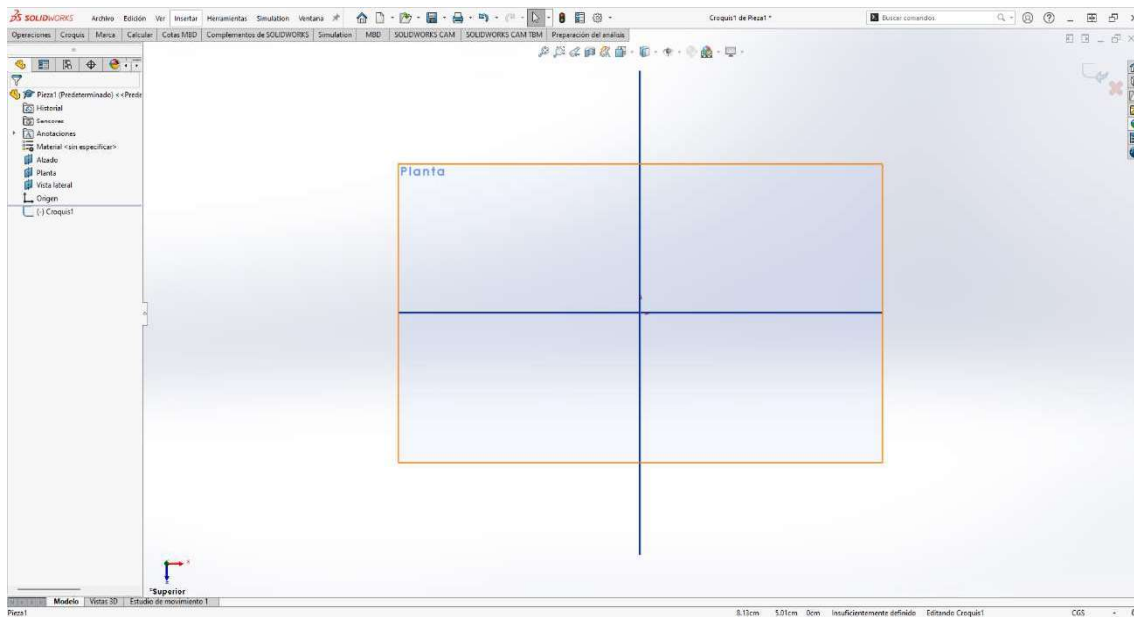 SOLIDWORKS Archivo Edición Ver Insertar Herramientas Simulation Ventana Croquis1 de Pieza1 * Buscar comandos
Operaciones Croquis Marca Calcular Cotas MBD Complementos de SOLIDWORKS Simulation MBD SOLIDWORKS CAM SOLIDWORKS CAM TBM Preparación del análisis
Pieza1 (Predeterminado) <<Prede
Historial
Sensores
Anotaciones
Material <sin especificar>
Alzado
Planta
Vista lateral
Origen
(-) Croquis1
Planta
x
*Superior
Modelo Vistas 3D Estudio de movimiento 1
Pieza1 8.13cm 5.01cm 0cm Insuficientemente definido Editando Croquis1 CGS